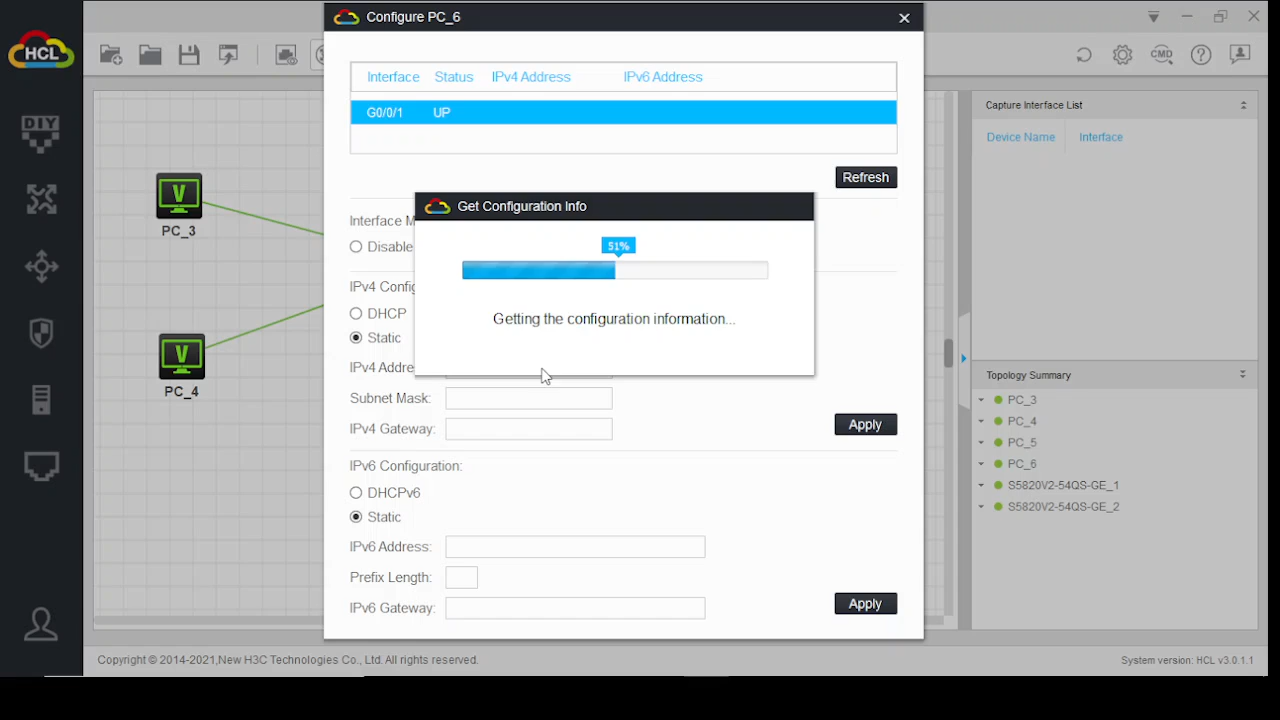 Configure PC_6
HCL
Interface Status IPv4 Address IPv6 Address
G0/0/1 UP
Refresh
Get Configuration Info
51%
Getting the configuration information...
Interface M
Disable
IPv4 Config
DHCP
Static
IPv4 Addre
Subnet Mask:
IPv4 Gateway:
Apply
IPv6 Configuration:
DHCPv6
Static
IPv6 Address:
Prefix Length:
IPv6 Gateway:
Apply
DIY
V
PC_3
V
PC_4
CMD
Capture Interface List
Device Name Interface
Topology Summary
PC_3
PC_4
PC_5
PC_6
S5820V2-54QS-GE_1
S5820V2-54QS-GE_2
Copyright © 2014-2021,New H3C Technologies Co., Ltd. All rights reserved.
System version: HCL v3.0.1.1